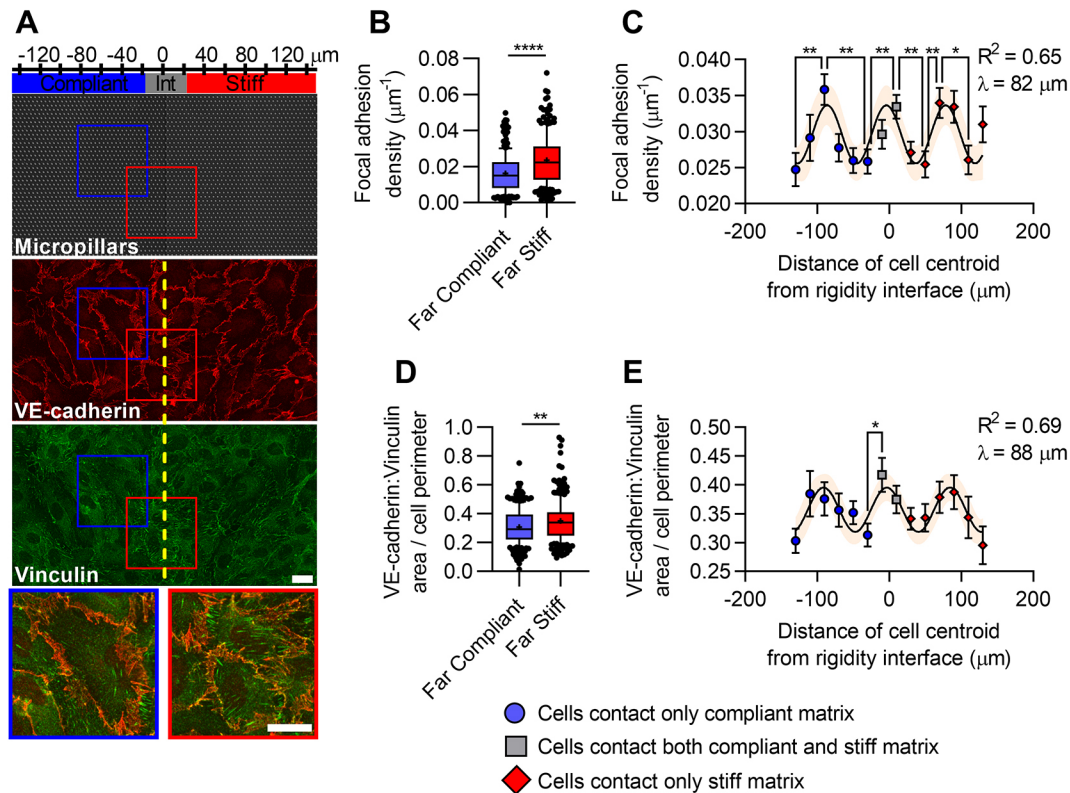 A
-120 -80 -40 0 40 80 120 μm
Compliant Int Stiff
Micropillars
VE-cadherin
Vinculin
B
Focal adhesion
density (μm⁻¹)
0.08
0.06
0.04
0.02
0.00
****
Far Compliant
Far Stiff
C
Focal adhesion
density (μm⁻¹)
0.040
0.035
0.030
0.025
0.020
** ** ** ** ** *
R² = 0.65
λ = 82 μm
-200 -100 0 100 200
Distance of cell centroid
from rigidity interface (μm)
D
VE-cadherin:Vinculin
area / cell perimeter
1.0
0.8
0.6
0.4
0.2
0.0
**
Far Compliant
Far Stiff
E
VE-cadherin:Vinculin
area / cell perimeter
0.50
0.45
0.40
0.35
0.30
0.25
*
R² = 0.69
λ = 88 μm
-200 -100 0 100 200
Distance of cell centroid
from rigidity interface (μm)
Cells contact only compliant matrix
Cells contact both compliant and stiff matrix
Cells contact only stiff matrix